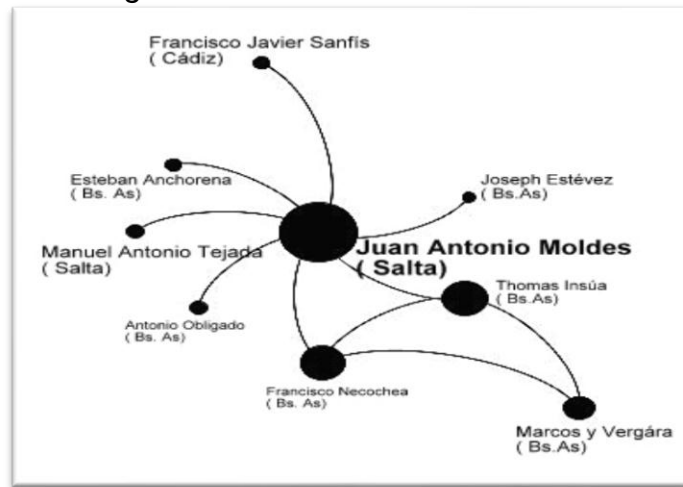 Francisco Javier Sanfís
( Cádiz)
Esteban Anchorena
( Bs. As)
Joseph Estévez
( Bs.As)
Manuel Antonio Tejada
( Salta)
Juan Antonio Moldes
( Salta)
Thomas Insúa
( Bs.As)
Antonio Obligado
( Bs. As)
Francisco Necochea
( Bs. As)
Marcos y Vergára
( Bs.As)